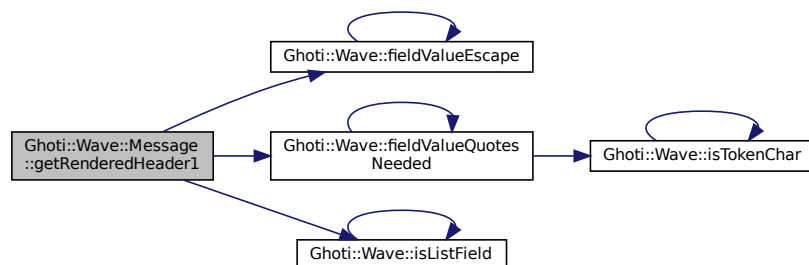 Ghoti::Wave::fieldValueEscape
Ghoti::Wave::Message
::getRenderedHeader1
Ghoti::Wave::fieldValueQuotes
Needed
Ghoti::Wave::isTokenChar
Ghoti::Wave::isListField